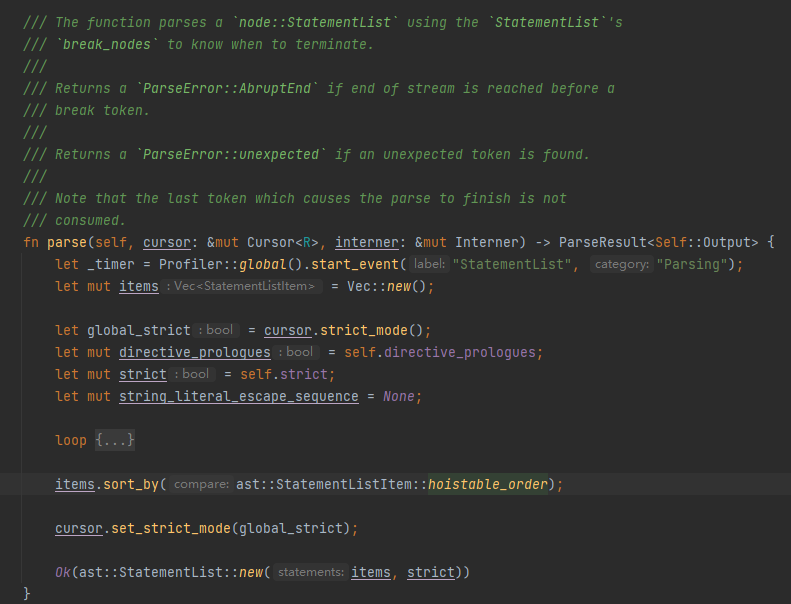 /// The function parses a `node::StatementList` using the `StatementList`'s
/// `break_nodes` to know when to terminate.
///
/// Returns a `ParseError::AbruptEnd` if end of stream is reached before a
/// break token.
///
/// Returns a `ParseError::unexpected` if an unexpected token is found.
///
/// Note that the last token which causes the parse to finish is not
/// consumed.
fn parse(self, cursor: &mut Cursor<R>, interner: &mut Interner) -> ParseResult<Self::Output> {
let _timer = Profiler::global().start_event( label: "StatementList", category: "Parsing");
let mut items : Vec<StatementListItem> = Vec::new();
let global_strict : bool = cursor.strict_mode();
let mut directive_prologues : bool = self.directive_prologues;
let mut strict : bool = self.strict;
let mut string_literal_escape_sequence = None;
loop {...}
items.sort_by( compare: ast::StatementListItem::hoistable_order);
cursor.set_strict_mode(global_strict);
Ok(ast::StatementList::new( statements: items, strict))
}